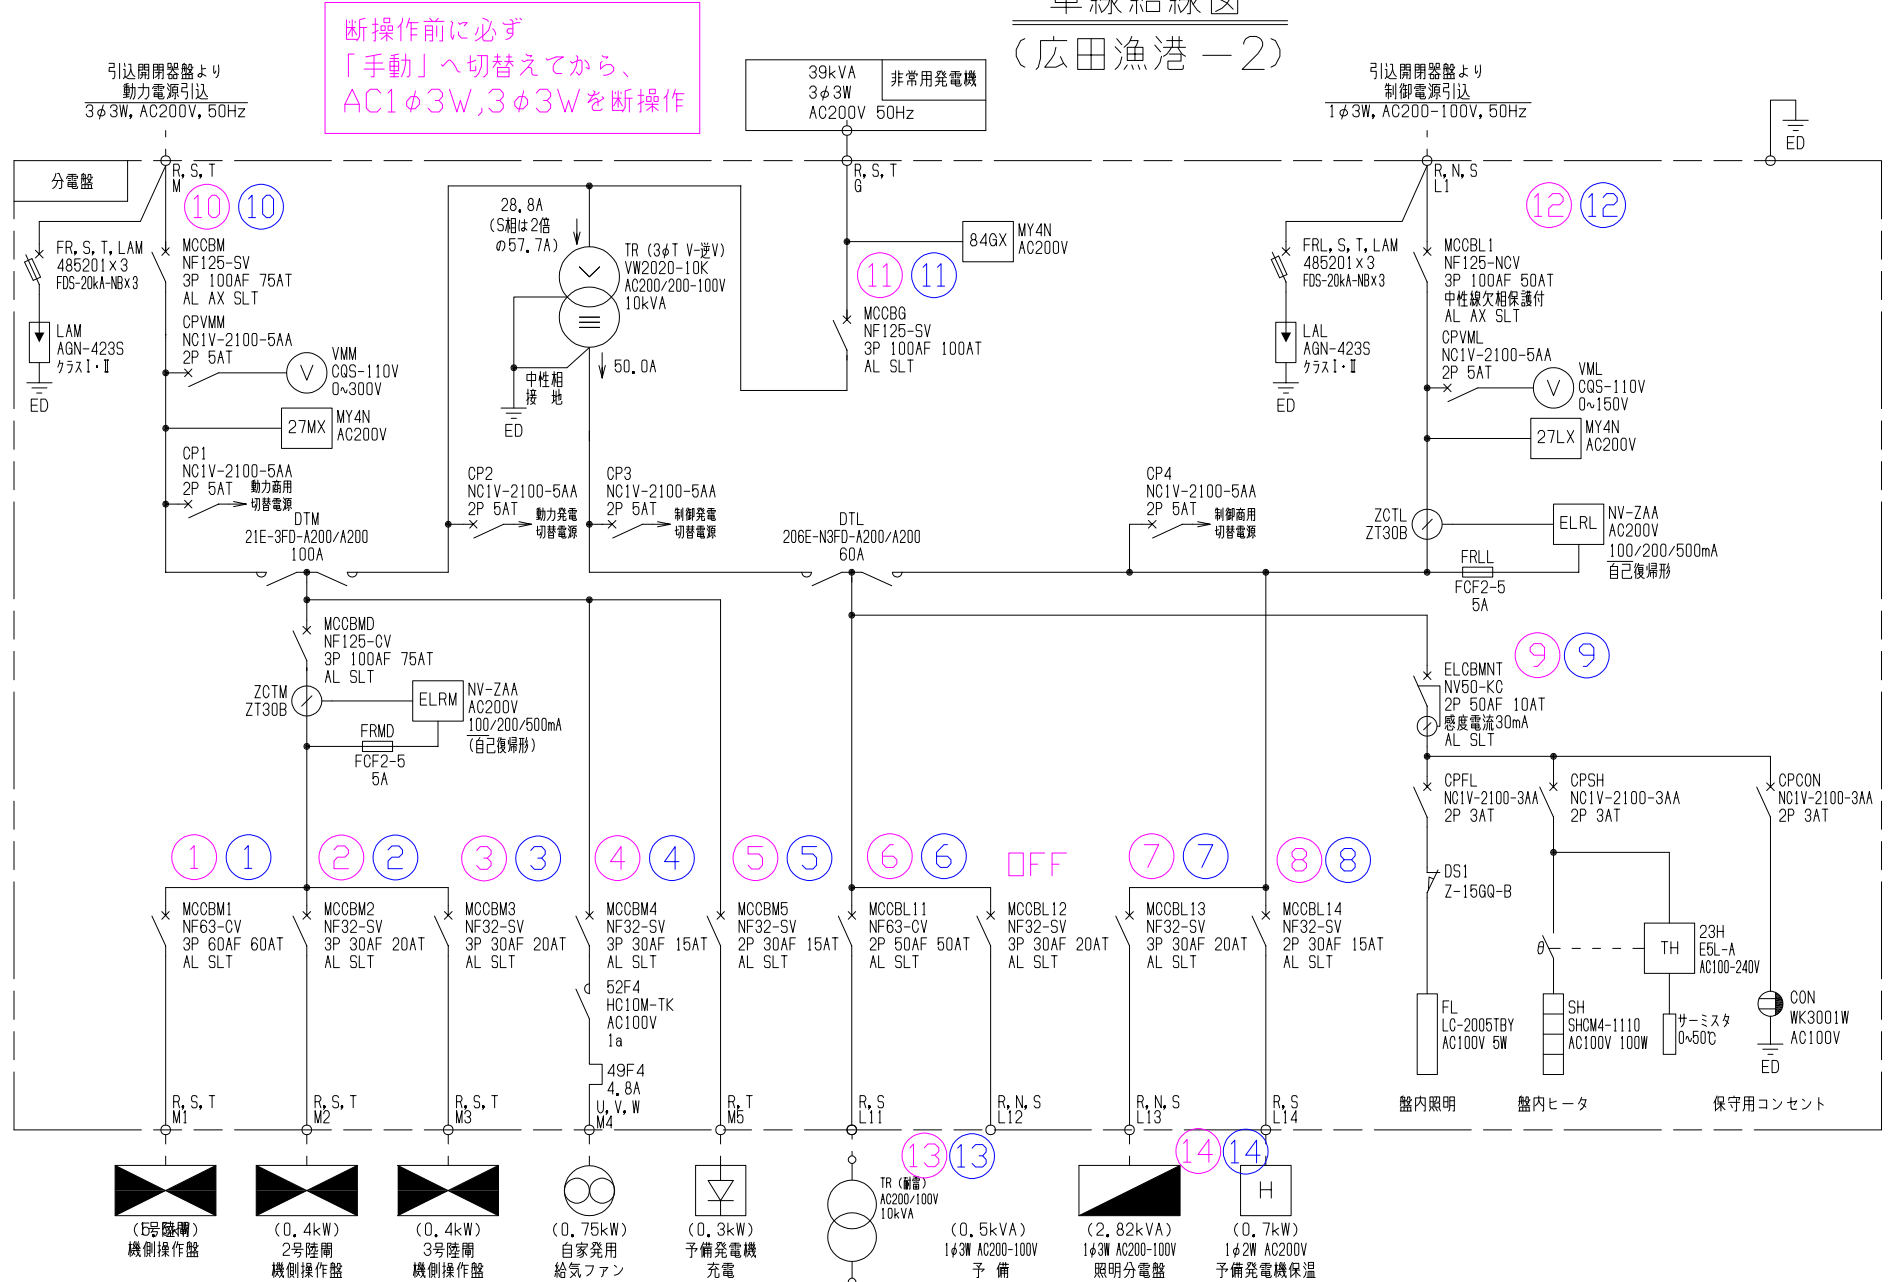 単線結線図
(広田漁港 －2)
断操作前に必ず
「手動」へ切替えてから、
AC1φ3W,3φ3Wを断操作
引込開閉器盤より
動力電源引込
3φ3W, AC200V, 50Hz
39kVA
3φ3W
AC200V 50Hz
非常用発電機
引込開閉器盤より
制御電源引込
1φ3W, AC200-100V, 50Hz
ED
分電盤
R, S, T
M
10 10
FR, S, T, LAM
485201×3
FDS-20kA-NB×3
LAM
AGN-423S
クラスⅠ・Ⅱ
ED
MCCBM
NF125-SV
3P 100AF 75AT
AL AX SLT
CPVMM
NC1V-2100-5AA
2P 5AT
V
VMM
CQS-110V
0~300V
27MX
MY4N
AC200V
CP1
NC1V-2100-5AA
2P 5AT
動力商用
切替電源
DTM
21E-3FD-A200/A200
100A
28.8A
(S相は2倍
の57.7A)
TR (3φT V-逆V)
VW2020-10K
AC200/200-100V
10kVA
50.0A
中性相
接 地
ED
CP2
NC1V-2100-5AA
2P 5AT
動力発電
切替電源
CP3
NC1V-2100-5AA
2P 5AT
制御発電
切替電源
R, S, T
G
84GX
MY4N
AC200V
11 11
MCCBG
NF125-SV
3P 100AF 100AT
AL SLT
DTL
206E-N3FD-A200/A200
60A
CP4
NC1V-2100-5AA
2P 5AT
制御商用
切替電源
R, N, S
L1
12 12
FRL, S, T, LAM
485201×3
FDS-20kA-NB×3
LAL
AGN-423S
クラスⅠ・Ⅱ
ED
MCCBL1
NF125-NCV
3P 100AF 50AT
中性線欠相保護付
AL AX SLT
CPVML
NC1V-2100-5AA
2P 5AT
V
VML
CQS-110V
0~150V
27LX
MY4N
AC200V
ZCTL
ZT30B
ELRL
NV-ZAA
AC200V
100/200/500mA
自己復帰形
FRLL
FCF2-5
5A
MCCBMD
NF125-CV
3P 100AF 75AT
AL SLT
ZCTM
ZT30B
ELRM
NV-ZAA
AC200V
100/200/500mA
(自己復帰形)
FRMD
FCF2-5
5A
9 9
ELCBMNT
NV50-KC
2P 50AF 10AT
感度電流30mA
AL SLT
CPFL
NC1V-2100-3AA
2P 3AT
CPSH
NC1V-2100-3AA
2P 3AT
CPCON
NC1V-2100-3AA
2P 3AT
DS1
Z-15GQ-B
θ
TH
23H
E5L-A
AC100-240V
FL
LC-2005TBY
AC100V 5W
SH
SHCM4-1110
AC100V 100W
サーミスタ
0~50℃
CON
WK3001W
AC100V
ED
盤内照明
盤内ヒータ
保守用コンセント
1 1
2 2
3 3
4 4
5 5
6 6
OFF
7 7
8 8
MCCBM1
NF63-CV
3P 60AF 60AT
AL SLT
MCCBM2
NF32-SV
3P 30AF 20AT
AL SLT
MCCBM3
NF32-SV
3P 30AF 20AT
AL SLT
MCCBM4
NF32-SV
3P 30AF 15AT
AL SLT
52F4
HC10M-TK
AC100V
1a
49F4
4.8A
MCCBM5
NF32-SV
2P 30AF 15AT
AL SLT
MCCBL11
NF63-CV
2P 50AF 50AT
AL SLT
MCCBL12
NF32-SV
3P 30AF 20AT
AL SLT
MCCBL13
NF32-SV
3P 30AF 20AT
AL SLT
MCCBL14
NF32-SV
2P 30AF 15AT
AL SLT
R, S, T
M1
R, S, T
M2
R, S, T
M3
U, V, W
M4
R, T
M5
R, S
L11
R, N, S
L12
R, N, S
L13
R, S
L14
13 13
14 14
機側操作盤
(0.4kW)
2号陸閘
機側操作盤
(0.4kW)
3号陸閘
機側操作盤
(0.75kW)
自家発用
給気ファン
(0.3kW)
予備発電機
充電
TR (耐雷)
AC200/100V
10kVA
(0.5kVA)
1φ3W AC200-100V
予 備
(2.82kVA)
1φ3W AC200-100V
照明分電盤
H
(0.7kW)
1φ2W AC200V
予備発電機保温